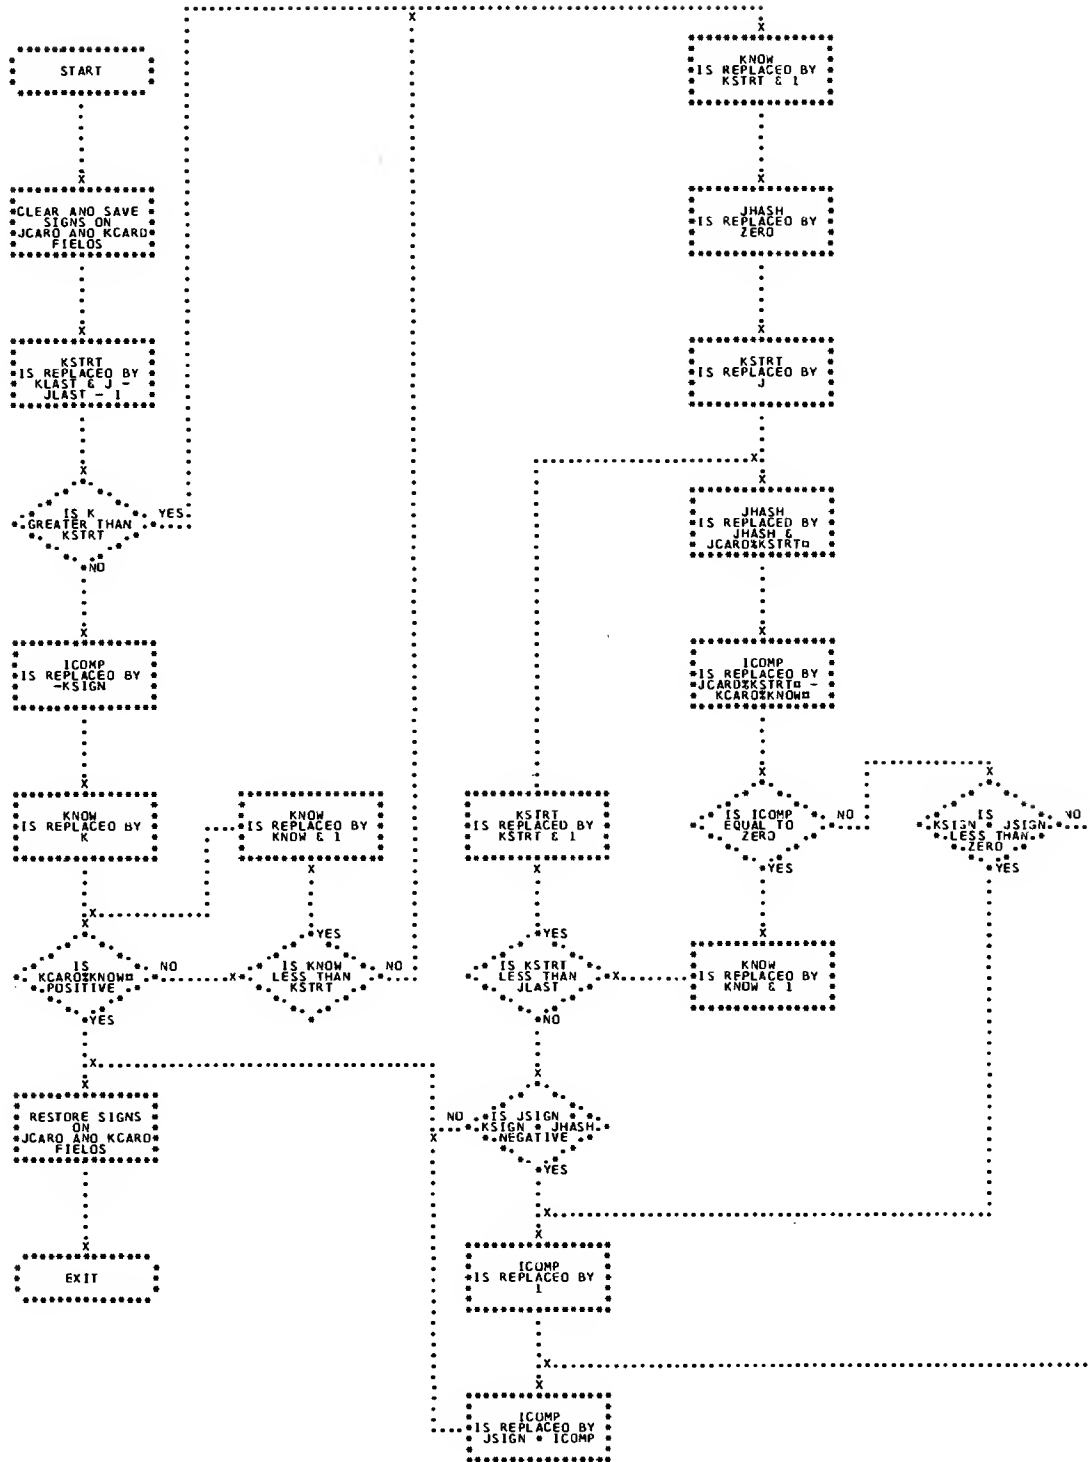 START
CLEAR AND SAVE
SIGNS ON
JCARD AND KCARD
FIELDS
KSTRT
IS REPLACED BY
KLAST & J -
JLAST - 1
IS K
GREATER THAN
KSTRT
YES
NO
ICOMP
IS REPLACED BY
-KSIGN
KNOW
IS REPLACED BY
K
KNOW
IS REPLACED BY
KNOW & 1
IS
KCARD%KNOW¤
POSITIVE
NO
YES
YES
IS KNOW
LESS THAN
KSTRT
NO
RESTORE SIGNS
ON
JCARD AND KCARD
FIELDS
EXIT
KNOW
IS REPLACED BY
KSTRT & 1
JHASH
IS REPLACED BY
ZERO
KSTRT
IS REPLACED BY
J
JHASH
IS REPLACED BY
JHASH &
JCARD%KSTRT¤
ICOMP
IS REPLACED BY
JCARD%KSTRT¤ -
KCARD%KNOW¤
KSTRT
IS REPLACED BY
KSTRT & 1
IS ICOMP
EQUAL TO
ZERO
NO
YES
IS
KSIGN * JSIGN
LESS THAN
ZERO
NO
YES
YES
IS KSTRT
LESS THAN
JLAST
NO
KNOW
IS REPLACED BY
KNOW & 1
NO
IS JSIGN *
KSIGN * JHASH
NEGATIVE
YES
ICOMP
IS REPLACED BY
1
ICOMP
IS REPLACED BY
JSIGN * ICOMP